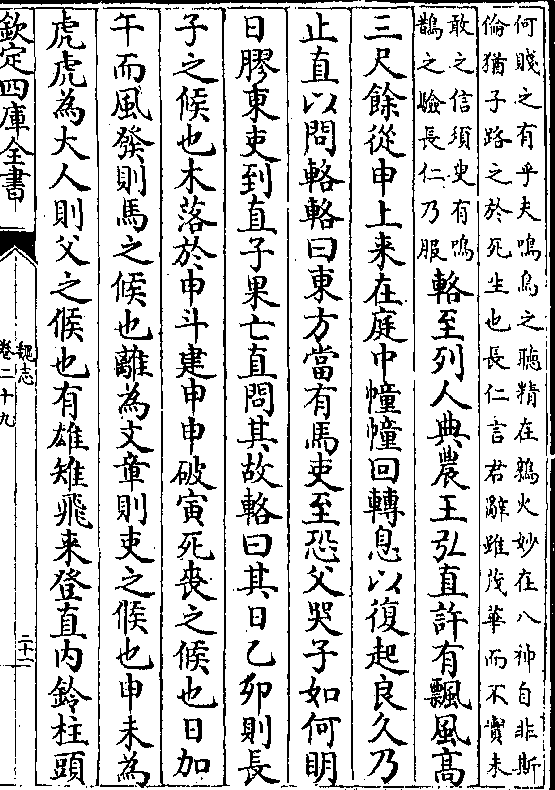 何賤之有乎夫鳴鳥之聽精在鶉火妙在八神自非斯
倫猶子路之於死生也長仁言君辭雖茂華而不實未
敢之信須臾有鳴
鵲之驗長仁乃服
輅至列人典農王弘直許有飄風高
三尺餘從申上来在庭中幢幢回轉息以復起良久乃
止直以問輅輅曰東方當有馬吏至恐父哭子如何明
日膠東吏到直子果亡直問其故輅曰其日乙卯則長
子之候也木落於申斗建申申破寅死喪之候也日加
午而風發則馬之候也離為文章則吏之候也申未為
虎虎為大人則父之候也有雄雉飛来登直内鈴柱頭
欽定四庫全書
魏志
卷二十九
二十二